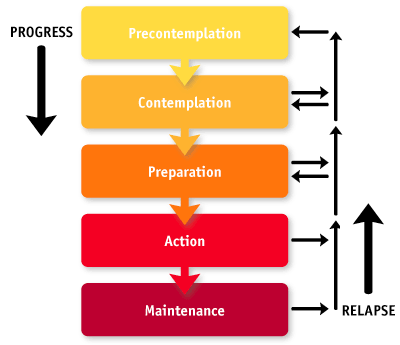 PROGRESS
Precontemplation
Contemplation
Preparation
Action
Maintenance
RELAPSE